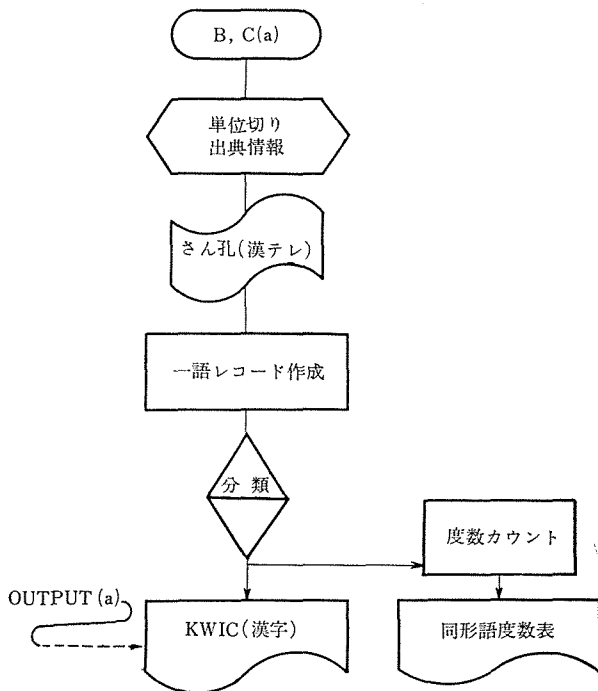 B, C(a)
単位切り
出典情報
さん孔(漢テレ)
一語レコード作成
分類
度数カウント
OUTPUT(a)
KWIC(漢字)
同形語度数表